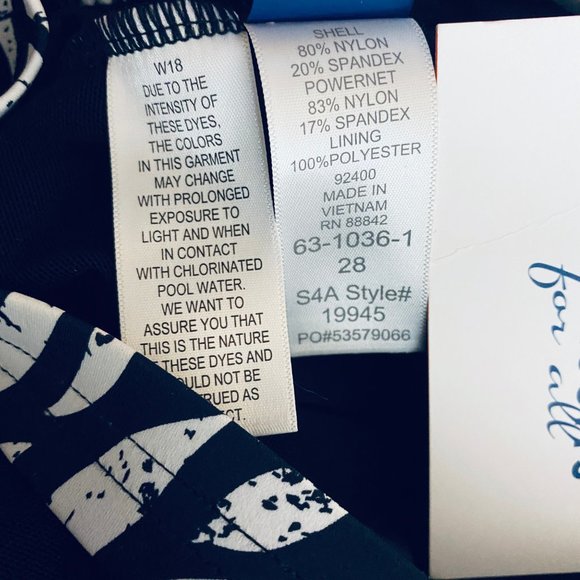 W18
DUE TO THE
INTENSITY OF
THESE DYES,
THE COLORS
IN THIS GARMENT
MAY CHANGE
WITH PROLONGED
EXPOSURE TO
LIGHT AND WHEN
IN CONTACT
WITH CHLORINATED
POOL WATER.
WE WANT TO
ASSURE YOU THAT
THIS IS THE NATURE
THESE DYES AND
NOT BE
AS
SHELL
80% NYLON
20% SPANDEX
POWERNET
83% NYLON
17% SPANDEX
LINING
100%POLYESTER
92400
MADE IN
VIETNAM
RN 88842
63-1036-1
28
S4A Style#
19945
PO#53579066
for all